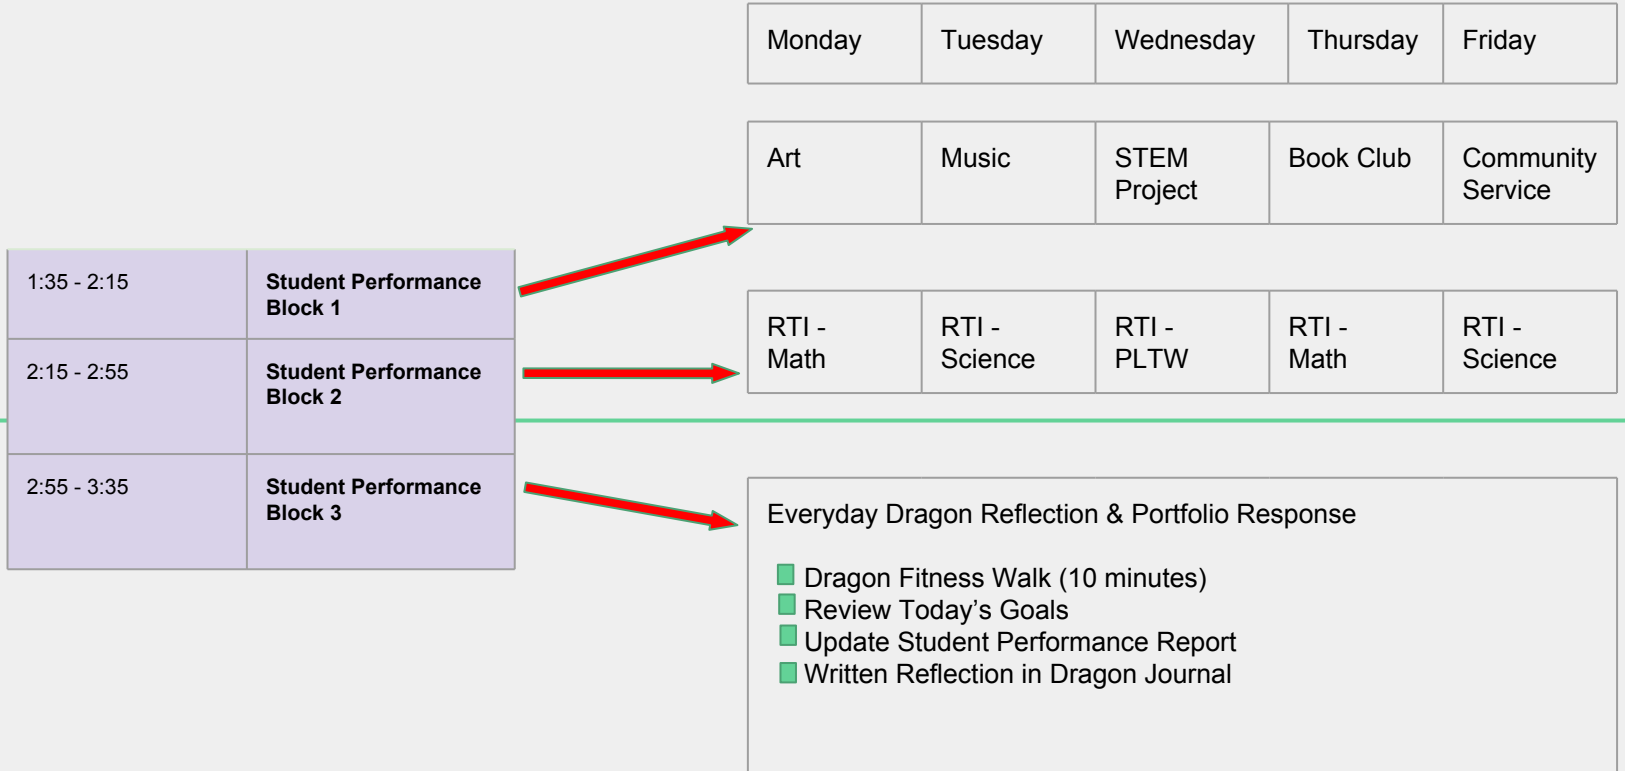 Monday Tuesday Wednesday Thursday Friday
Art Music STEM Book Club Community
Project Service
1:35 - 2:15 Student Performance
Block 1
RTI - RTI - RTI - RTI - RTI -
Math Science PLTW Math Science
2:15 - 2:55 Student Performance
Block 2
2:55 - 3:35 Student Performance
Block 3
Everyday Dragon Reflection & Portfolio Response
Dragon Fitness Walk (10 minutes)
Review Today’s Goals
Update Student Performance Report
Written Reflection in Dragon Journal